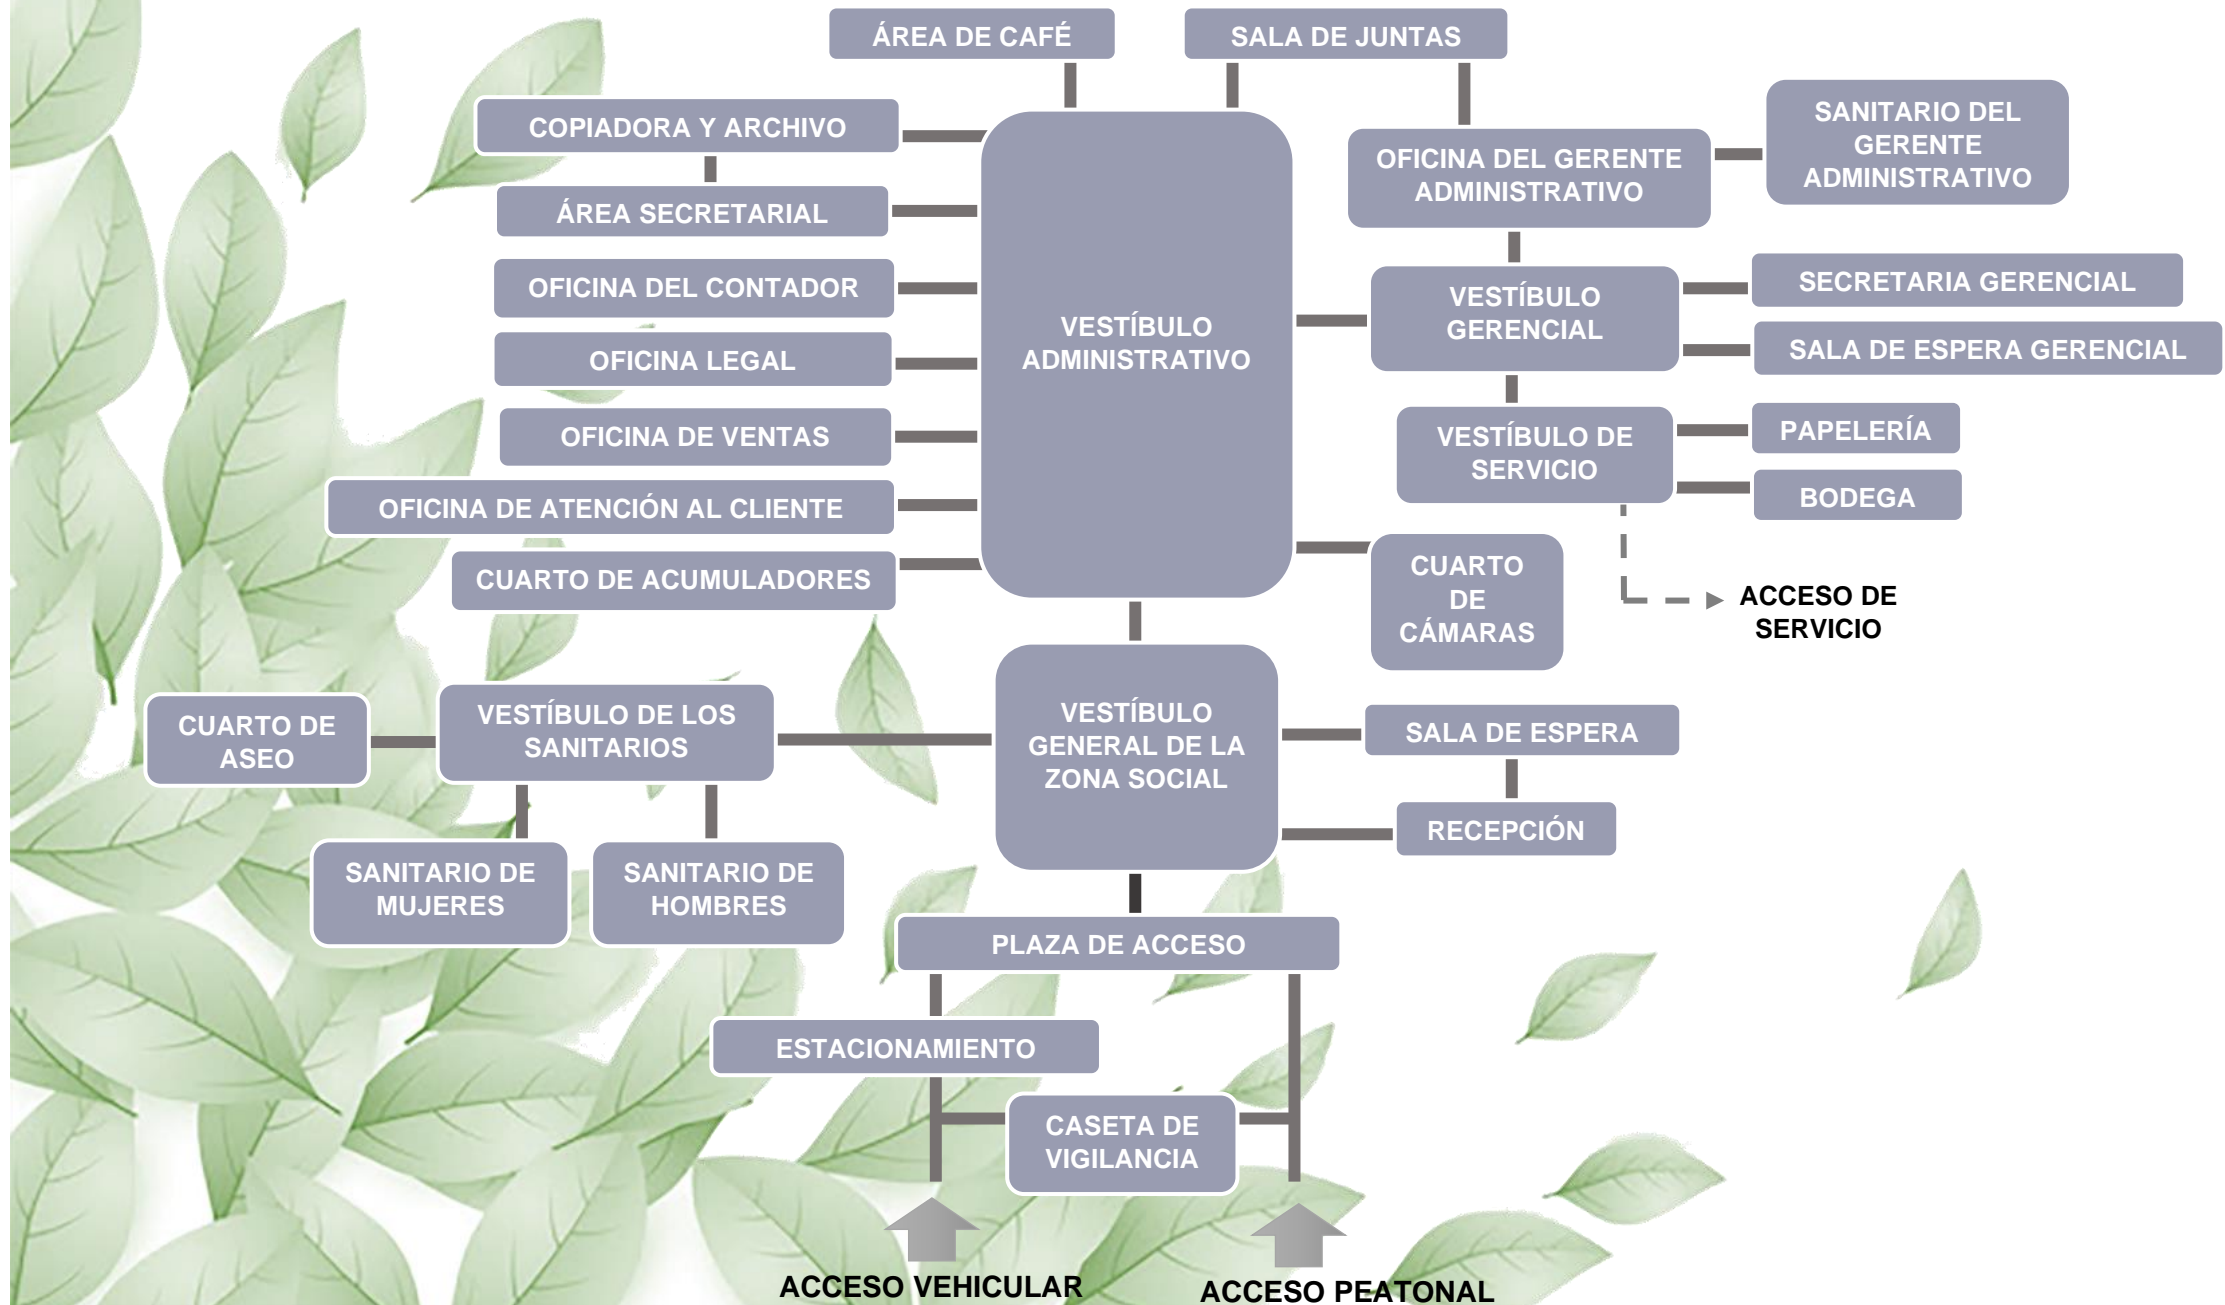 ÁREA DE CAFÉ
SALA DE JUNTAS
COPIADORA Y ARCHIVO
ÁREA SECRETARIAL
OFICINA DEL CONTADOR
OFICINA LEGAL
OFICINA DE VENTAS
OFICINA DE ATENCIÓN AL CLIENTE
CUARTO DE ACUMULADORES
VESTÍBULO
ADMINISTRATIVO
OFICINA DEL GERENTE
ADMINISTRATIVO
SANITARIO DEL
GERENTE
ADMINISTRATIVO
VESTÍBULO
GERENCIAL
SECRETARIA GERENCIAL
SALA DE ESPERA GERENCIAL
VESTÍBULO DE
SERVICIO
PAPELERÍA
BODEGA
CUARTO
DE
CÁMARAS
ACCESO DE
SERVICIO
CUARTO DE
ASEO
VESTÍBULO DE LOS
SANITARIOS
VESTÍBULO
GENERAL DE LA
ZONA SOCIAL
SALA DE ESPERA
RECEPCIÓN
SANITARIO DE
MUJERES
SANITARIO DE
HOMBRES
PLAZA DE ACCESO
ESTACIONAMIENTO
CASETA DE
VIGILANCIA
ACCESO VEHICULAR
ACCESO PEATONAL